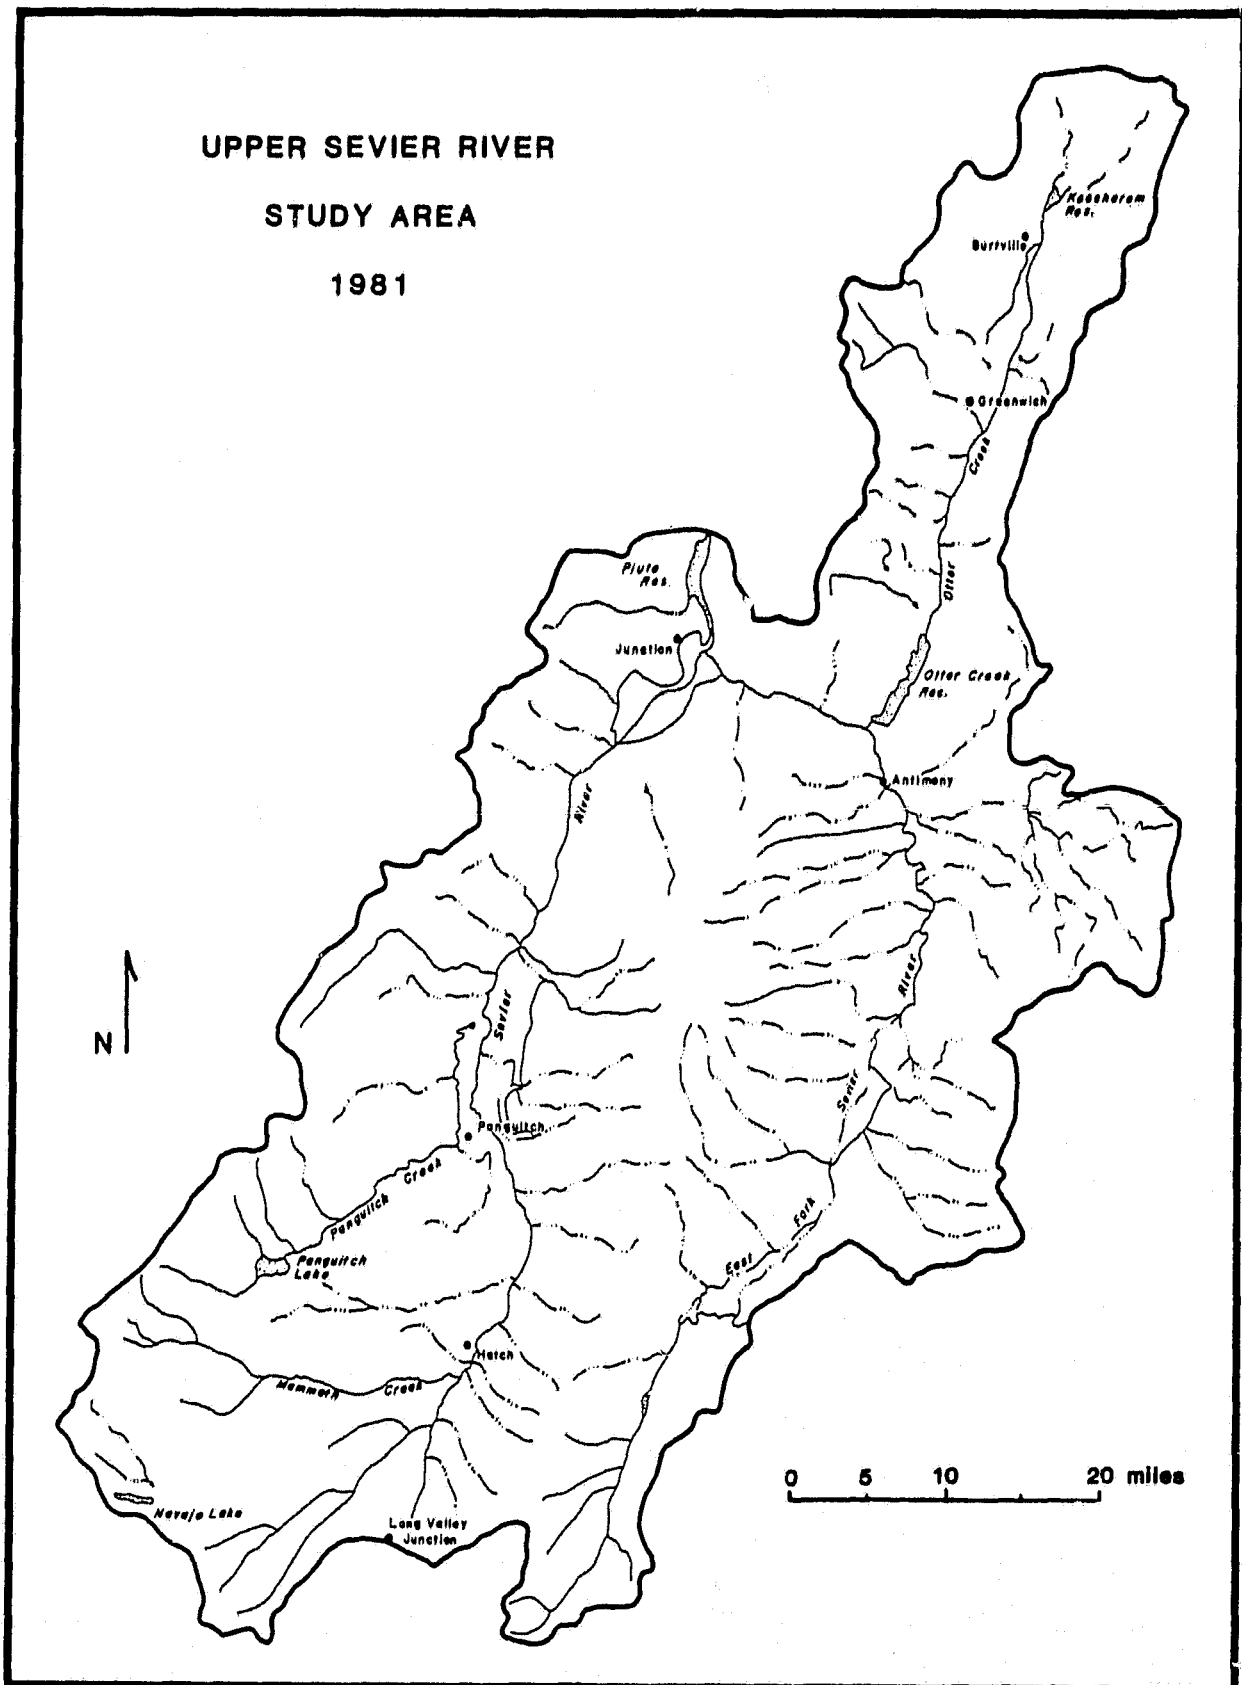 UPPER SEVIER RIVER
STUDY AREA
1981
Koosharem
Res.
Burrville
Greenwich
Creek
Otter
Piute
Res.
Junction
Otter Creek
Res.
Antimony
River
River
Sevier
Sevier
N
Panguitch
Panguitch Creek
East Fork
Panguitch
Lake
Hatch
Mammoth Creek
0 5 10 20 miles
Navajo Lake
Long Valley
Junction